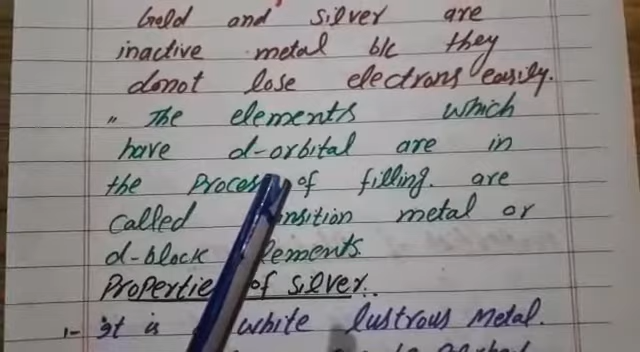 Gold and silver are
inactive metal b/c they
donot lose electrons easily.
" The elements which
have d-orbital are in
the process of filling. are
called metal or
d-block
Properties of silver.
1- It is white lustrous metal.